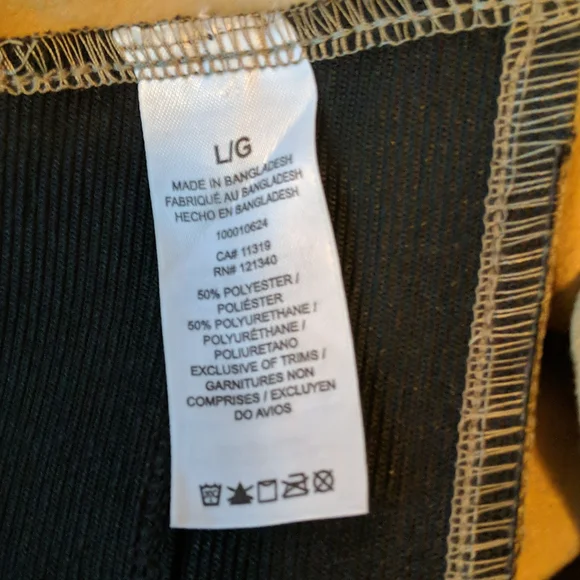 L/G
MADE IN BANGLADESH
FABRIQUÉ AU BANGLADESH
HECHO EN BANGLADESH
100010624
CA# 11319
RN# 121340
50% POLYESTER /
POLIÉSTER
50% POLYURETHANE /
POLYURÉTHANE /
POLIURETANO
EXCLUSIVE OF TRIMS /
GARNITURES NON
COMPRISES / EXCLUYEN
DO AVIOS